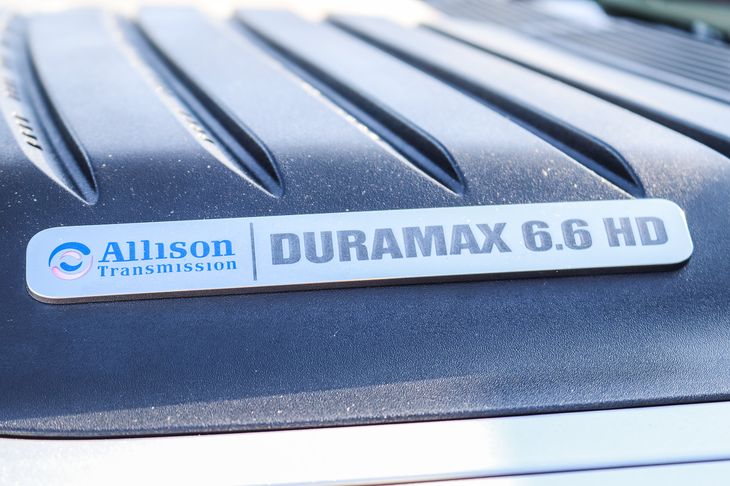 Allison
Transmission
DURAMAX 6.6 HD